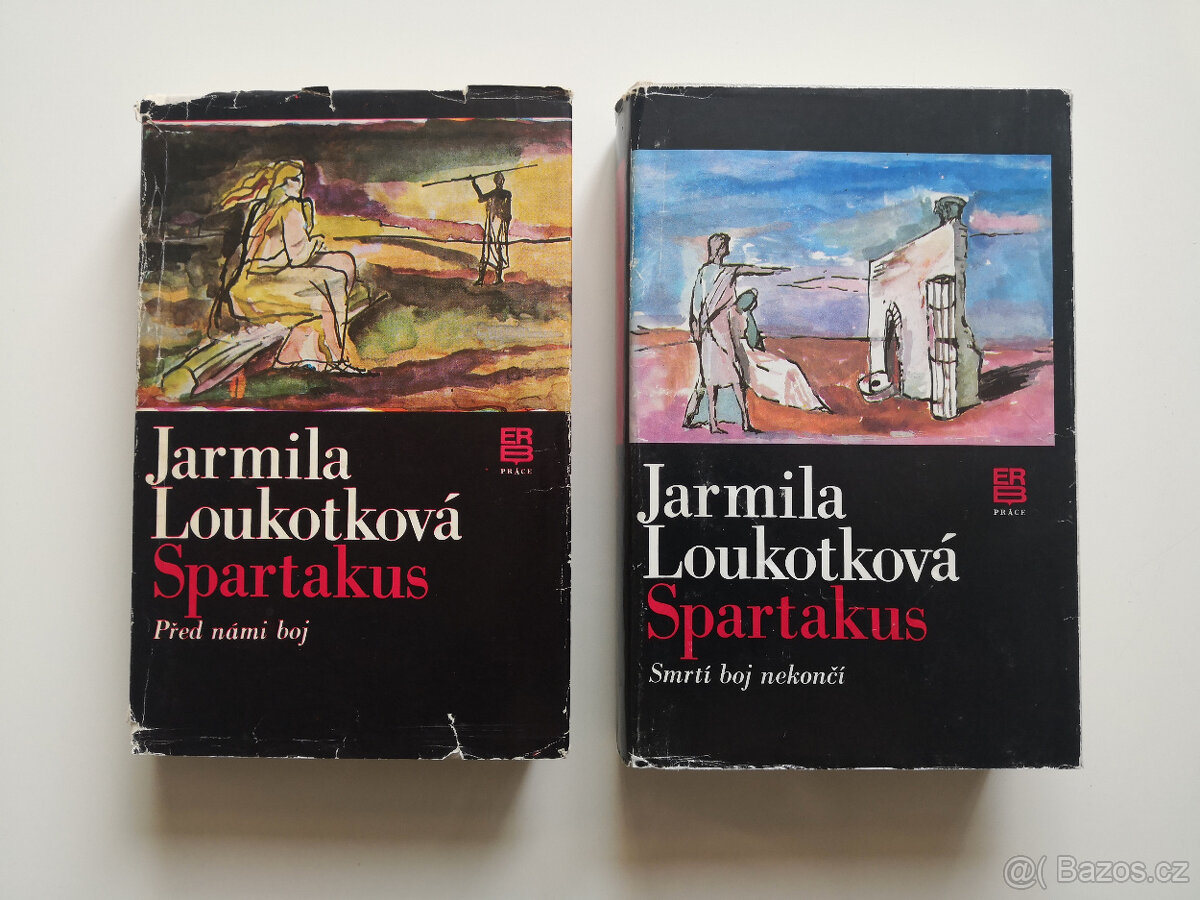 Jarmila
Loukotková
Spartakus
Před námi boj
ERB
PRÁCE
Jarmila
Loukotková
Spartakus
Smrtí boj nekončí
ERB
PRÁCE
@( Bazos.cz